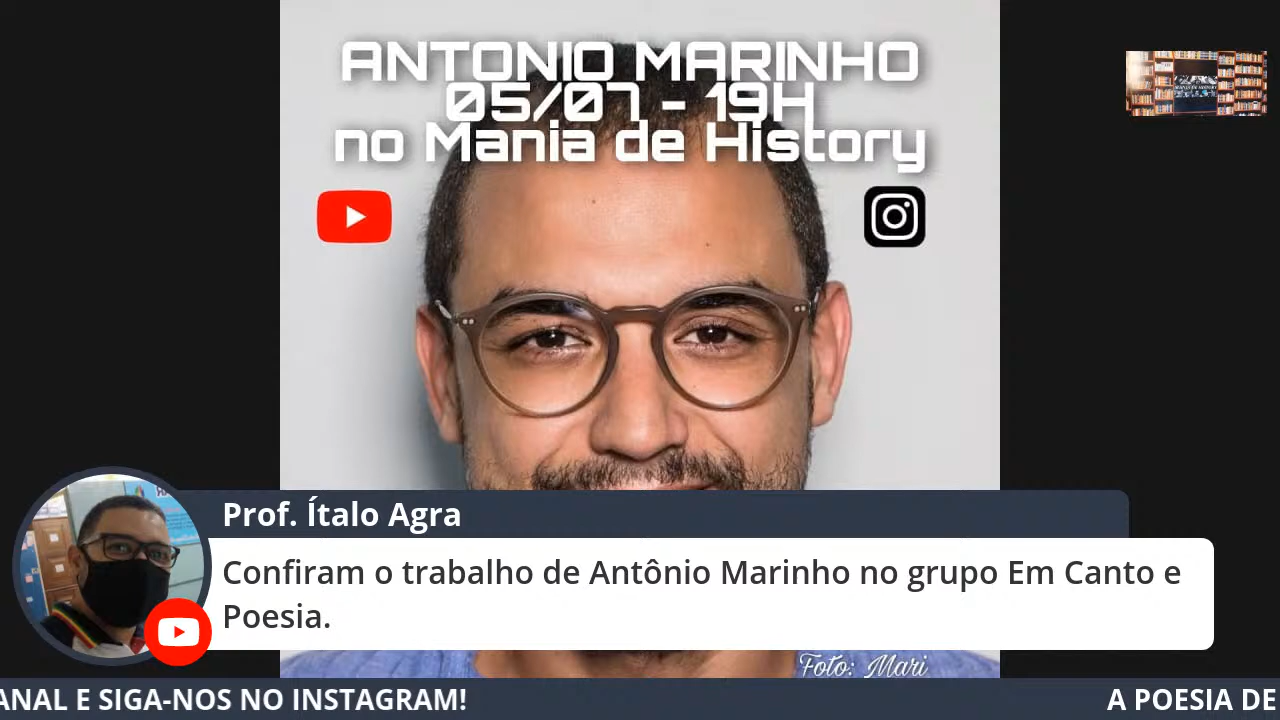 ANTONIO MARINHO
05/07 - 19H
no Mania de History
Prof. Ítalo Agra
Confiram o trabalho de Antônio Marinho no grupo Em Canto e
Poesia.
Foto: Mari
ANAL E SIGA-NOS NO INSTAGRAM!
A POESIA DE